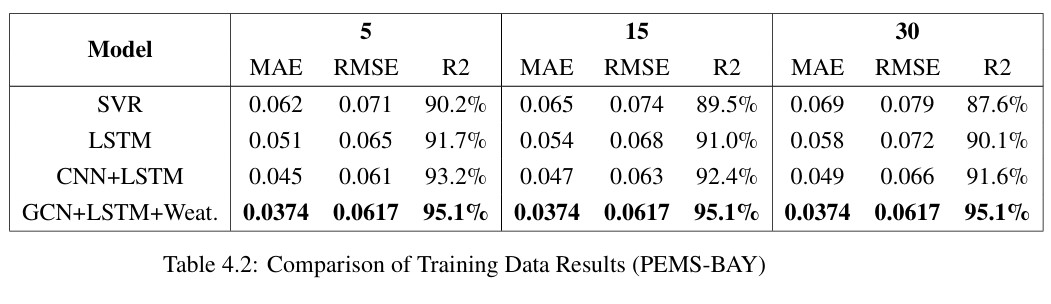 Model 5 15 30
MAE RMSE R2 MAE RMSE R2 MAE RMSE R2
SVR 0.062 0.071 90.2% 0.065 0.074 89.5% 0.069 0.079 87.6%
LSTM 0.051 0.065 91.7% 0.054 0.068 91.0% 0.058 0.072 90.1%
CNN+LSTM 0.045 0.061 93.2% 0.047 0.063 92.4% 0.049 0.066 91.6%
GCN+LSTM+Weat. 0.0374 0.0617 95.1% 0.0374 0.0617 95.1% 0.0374 0.0617 95.1%
Table 4.2: Comparison of Training Data Results (PEMS-BAY)